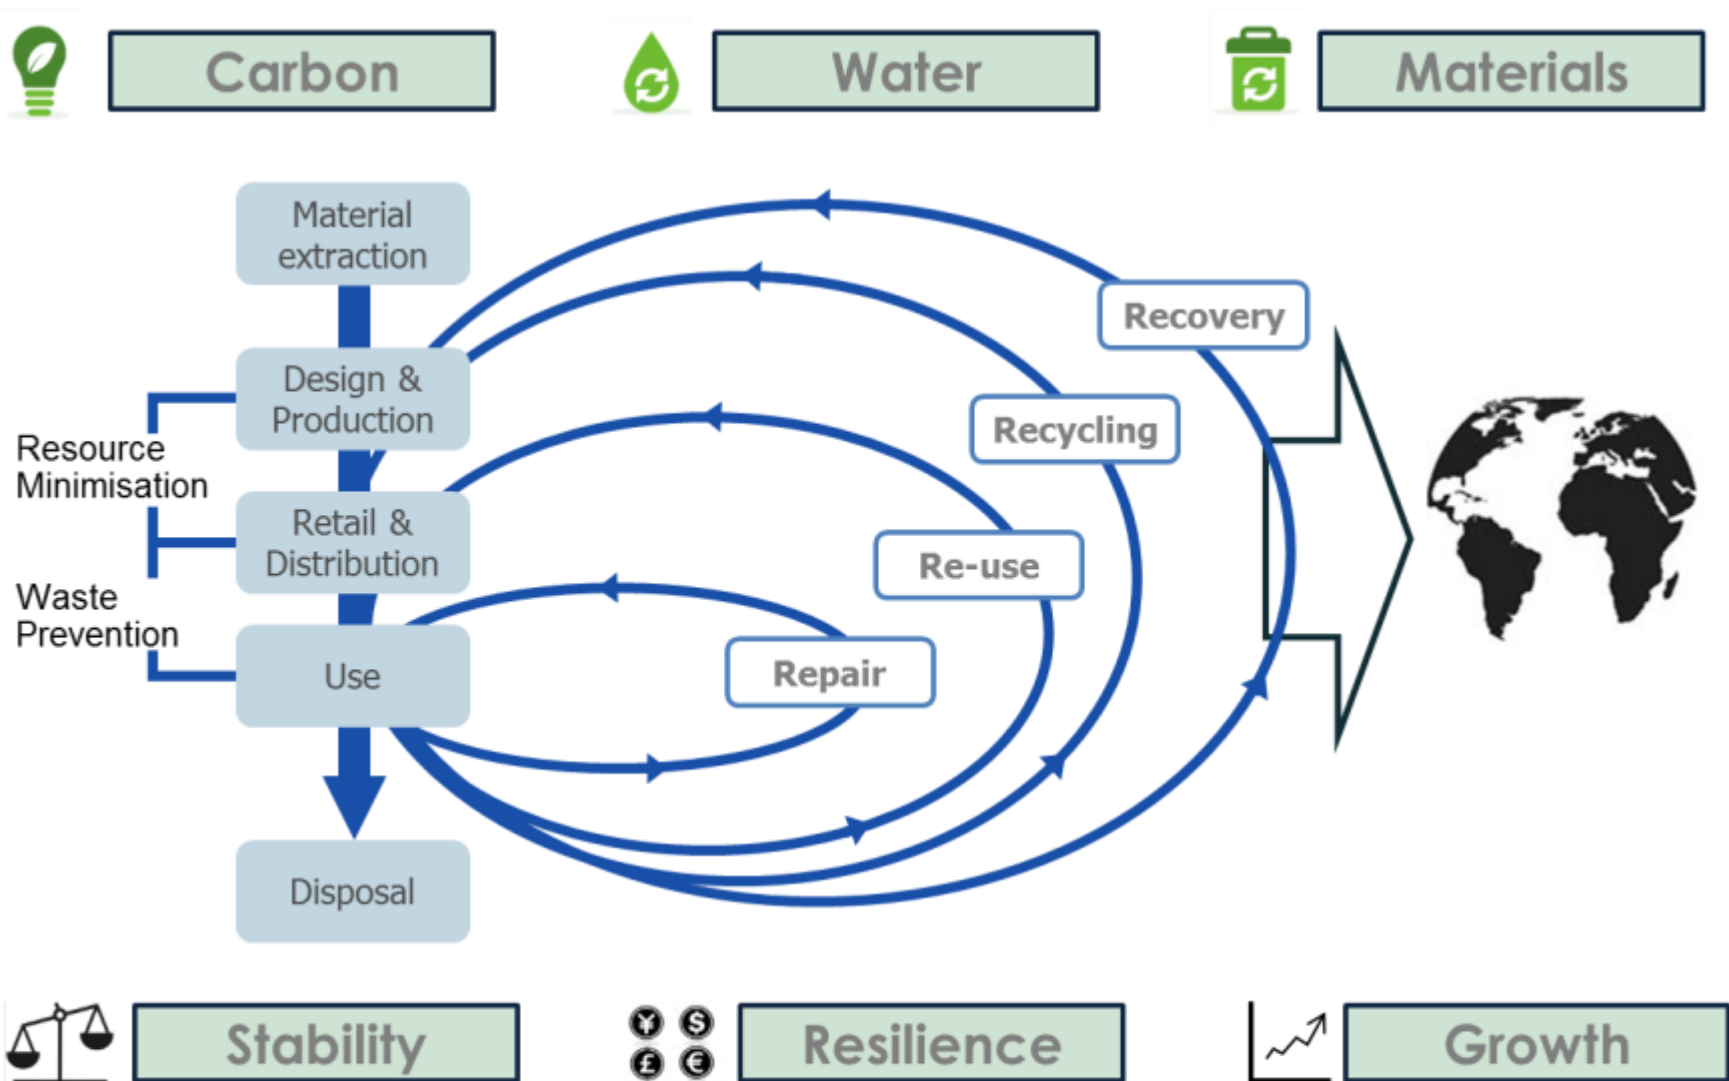 Carbon
Water
Materials
Material
extraction
Recovery
Design &
Production
Recycling
Resource
Minimisation
Retail &
Distribution
Re-use
Waste
Prevention
Use
Repair
Disposal
Stability
¥ $
£ €
Resilience
Growth